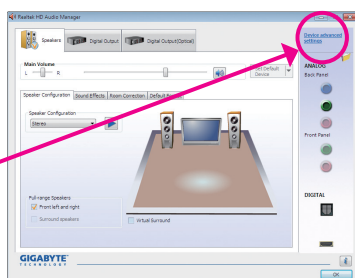 Realtek HD Audio Manager
Speakers
Digital Output
Digital Output(Optical)
Device advanced
settings
Main Volume
L
R
Set Default
Device
ANALOG
Back Panel
Speaker Configuration
Sound Effects
Room Correction
Default
Speaker Configuration
Stereo
Front Panel
Full-range Speakers
Front left and right
Surround speakers
Virtual Surround
DIGITAL
GIGABYTE
TECHNOLOGY
OK